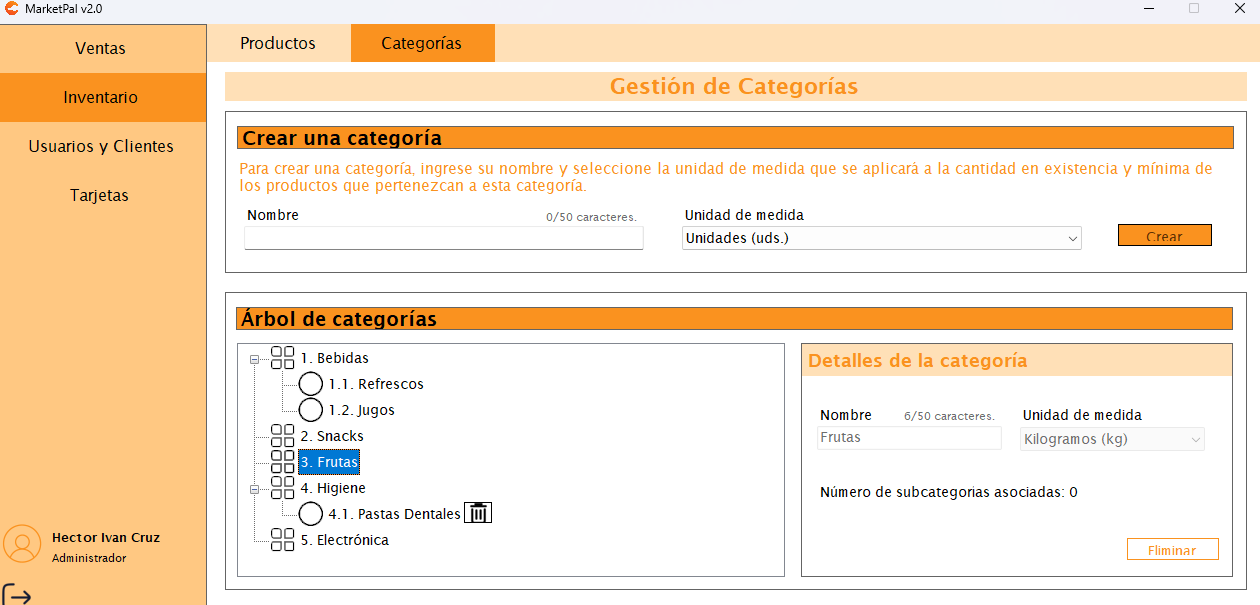 MarketPal v2.0
Ventas
Inventario
Usuarios y Clientes
Tarjetas
Hector Ivan Cruz
Administrador
Productos
Categorías
Gestión de Categorías
Crear una categoría
Para crear una categoría, ingrese su nombre y seleccione la unidad de medida que se aplicará a la cantidad en existencia y mínima de
los productos que pertenezcan a esta categoría.
Nombre
0/50 caracteres.
Unidad de medida
Unidades (uds.)
Crear
Árbol de categorías
1. Bebidas
1.1. Refrescos
1.2. Jugos
2. Snacks
3. Frutas
4. Higiene
4.1. Pastas Dentales
5. Electrónica
Detalles de la categoría
Nombre
6/50 caracteres.
Unidad de medida
Frutas
Kilogramos (kg)
Número de subcategorias asociadas: 0
Eliminar